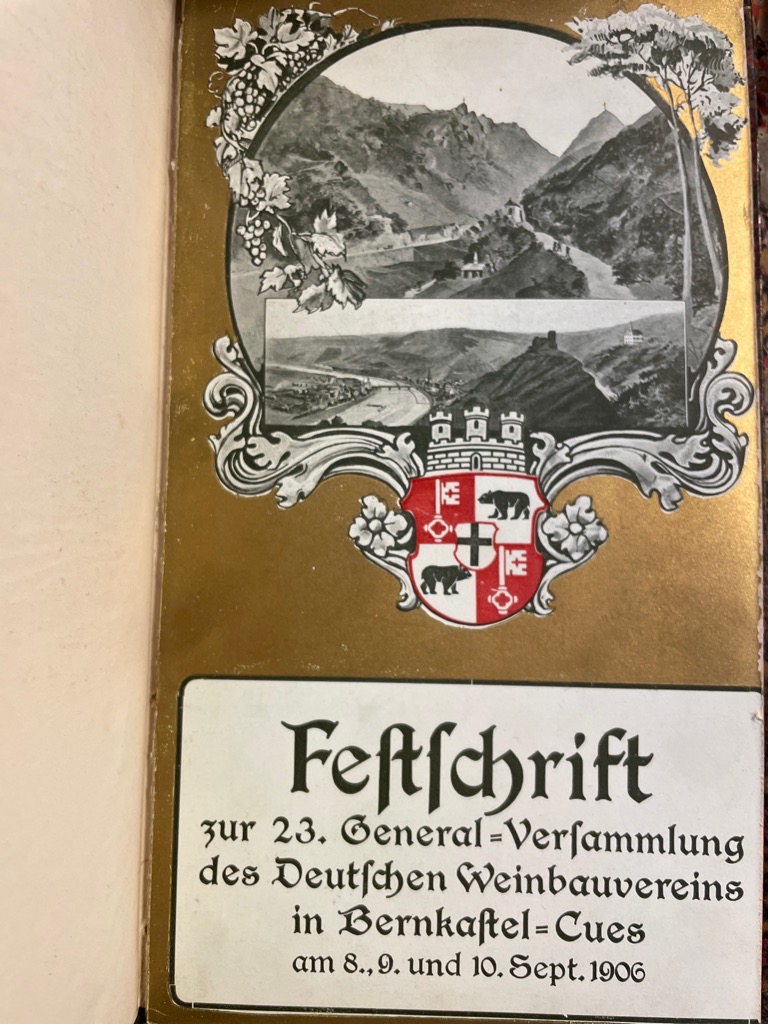 Feſtſchrift
zur 23. General=Verſammlung
des Deutſchen Weinbauvereins
in Bernkaſtel=Cues
am 8., 9. und 10. Sept. 1906